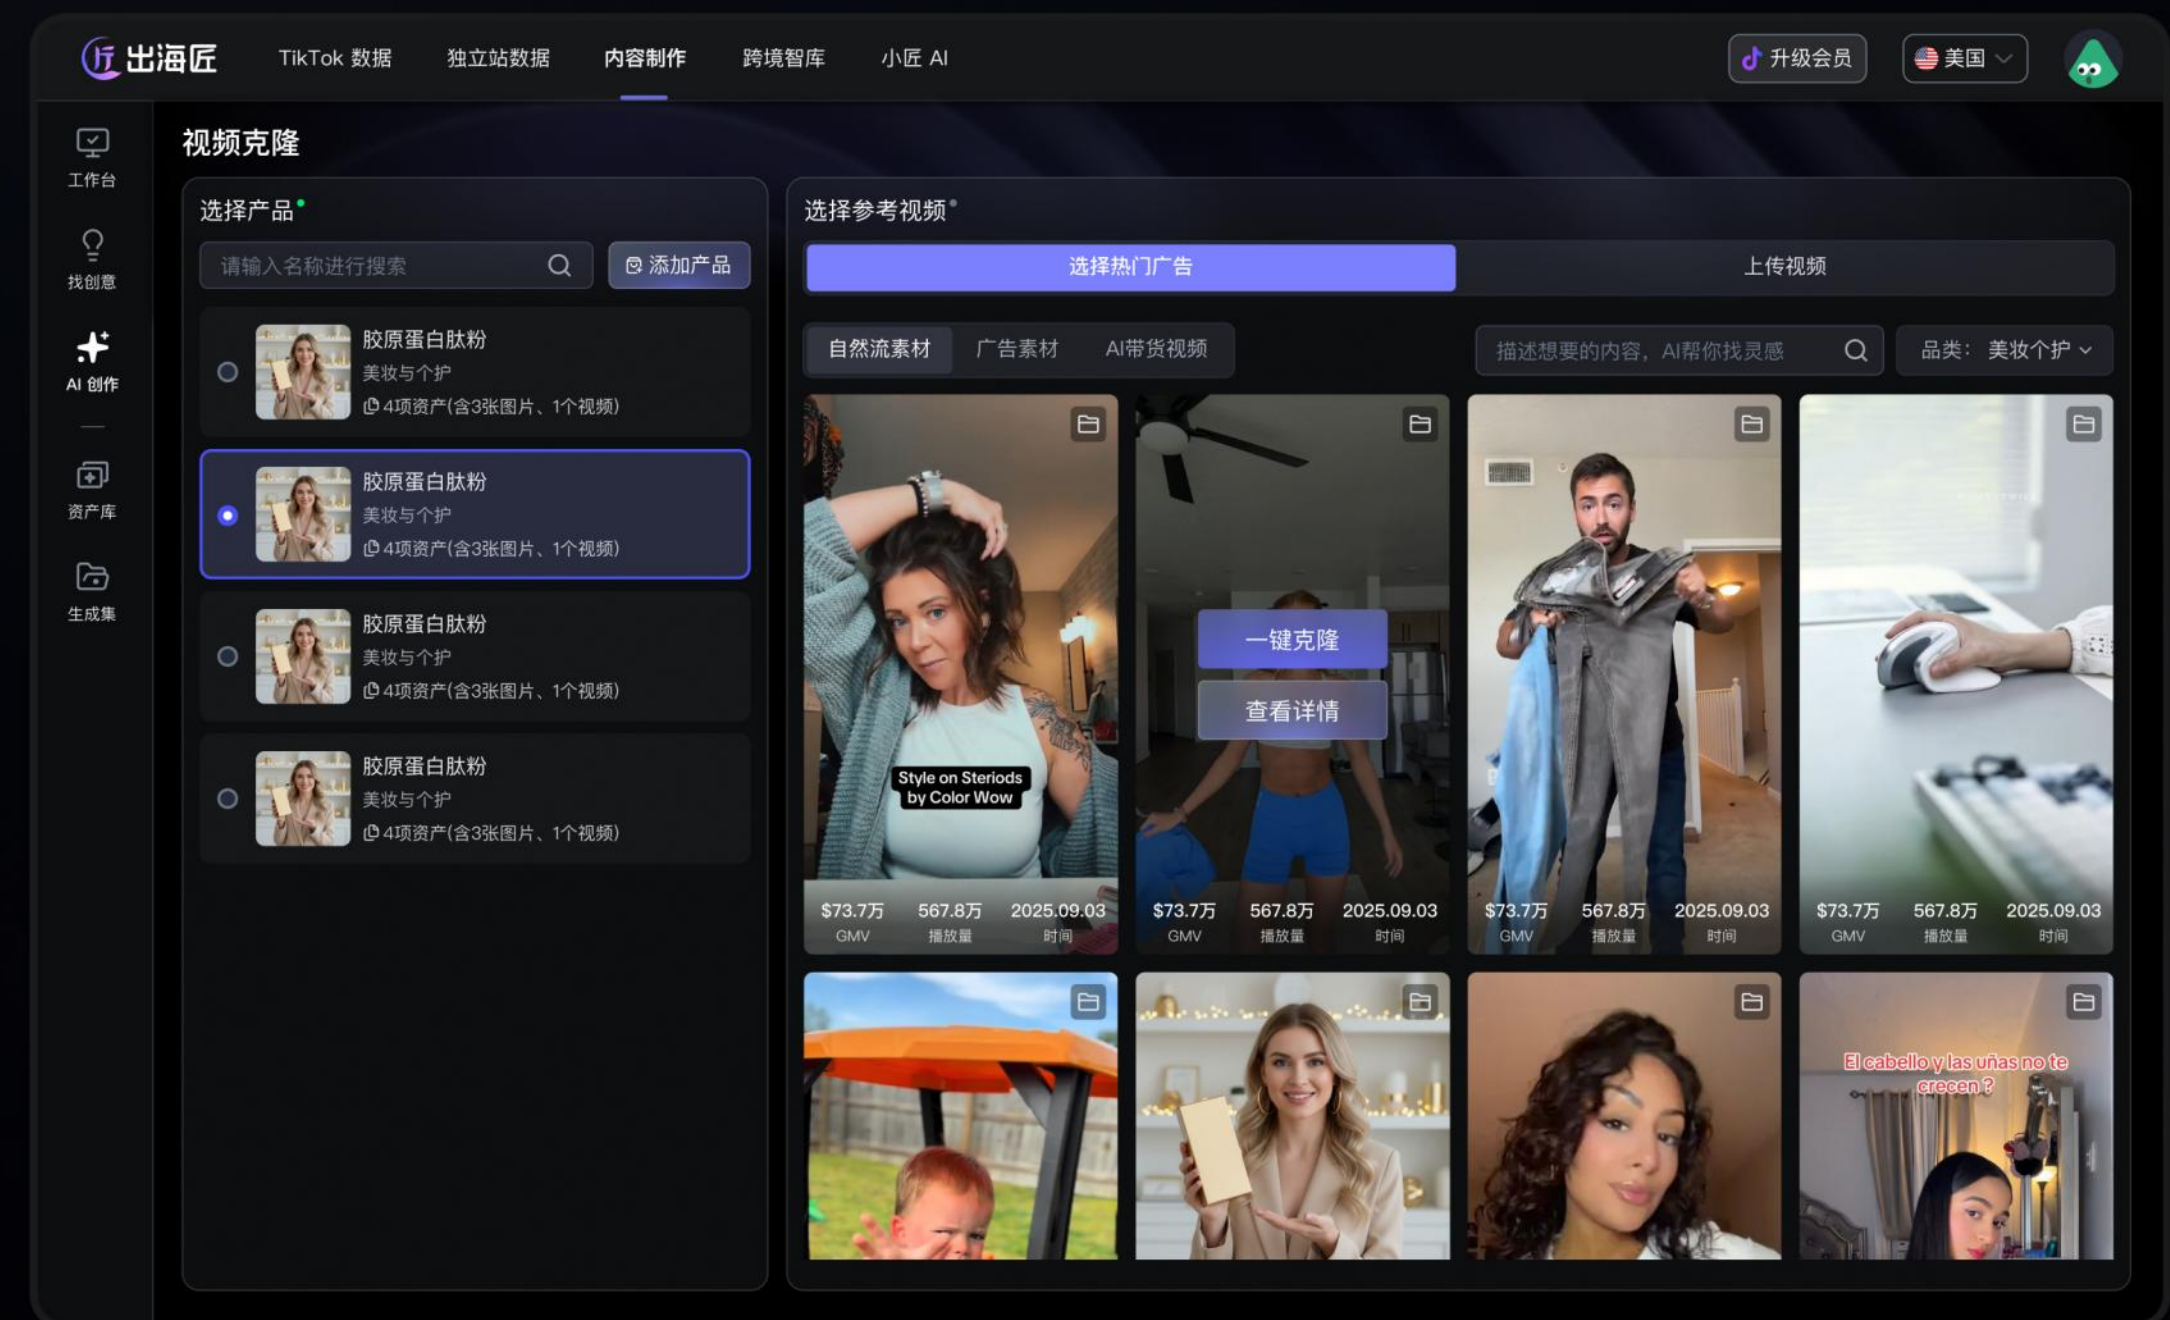 出海匠
TikTok 数据
独立站数据
内容制作
跨境智库
小匠 AI
升级会员
美国
工作台
找创意
AI 创作
资产库
生成集
视频克隆
选择产品
请输入名称进行搜索
添加产品
胶原蛋白肽粉
美妆与个护
4项资产(含3张图片、1个视频)
胶原蛋白肽粉
美妆与个护
4项资产(含3张图片、1个视频)
胶原蛋白肽粉
美妆与个护
4项资产(含3张图片、1个视频)
胶原蛋白肽粉
美妆与个护
4项资产(含3张图片、1个视频)
选择参考视频
选择热门广告
上传视频
自然流素材
广告素材
AI带货视频
描述想要的内容，AI帮你找灵感
品类： 美妆个护
Style on Steriods
by Color Wow
$73.7万 567.8万 2025.09.03
GMV 播放量 时间
一键克隆
查看详情
$73.7万 567.8万 2025.09.03
GMV 播放量 时间
$73.7万 567.8万 2025.09.03
GMV 播放量 时间
$73.7万 567.8万 2025.09.03
GMV 播放量 时间
El cabello y las uñas no te
crecen ?